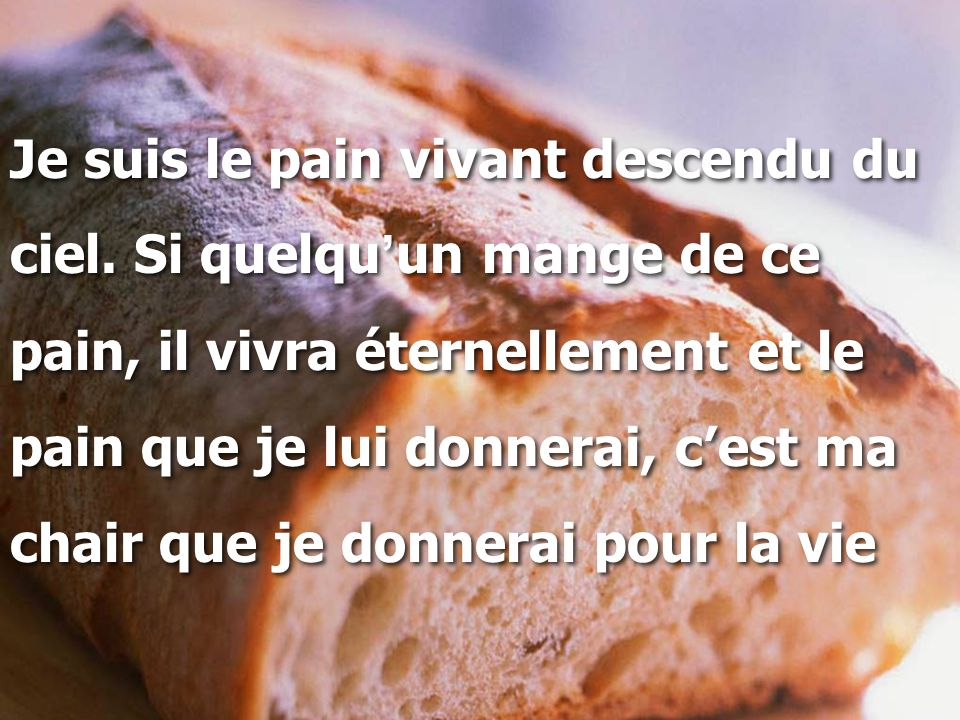 Je suis le pain vivant descendu du
ciel. Si quelqu’un mange de ce
pain, il vivra éternellement et le
pain que je lui donnerai, c’est ma
chair que je donnerai pour la vie